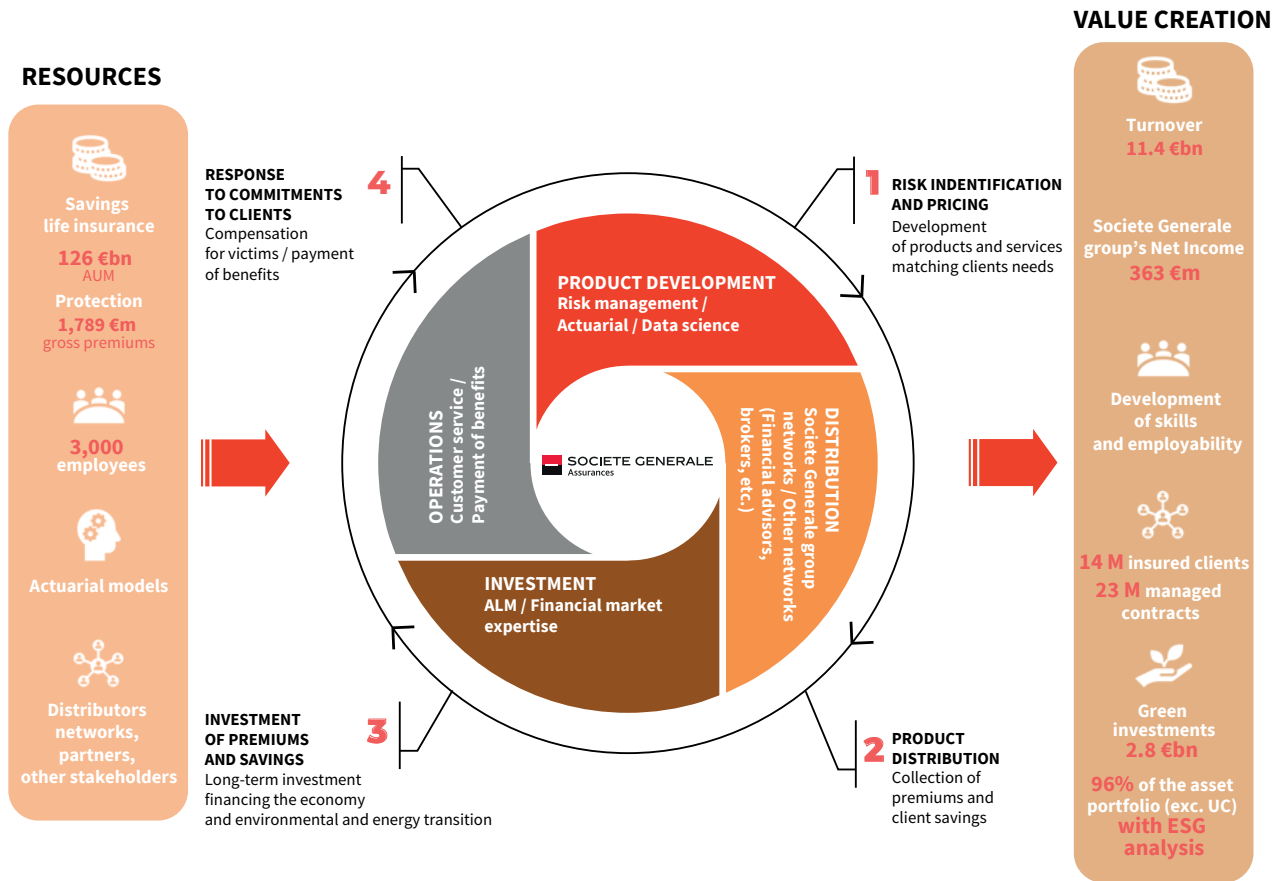 RESOURCES
Savings
life insurance
126 €bn
AUM
Protection
1,789 €m
gross premiums
3,000
employees
Actuarial models
Distributors
networks,
partners,
other stakeholders
4
RESPONSE
TO COMMITMENTS
TO CLIENTS
Compensation
for victims / payment
of benefits
1
RISK INDENTIFICATION
AND PRICING
Development
of products and services
matching clients needs
PRODUCT DEVELOPMENT
Risk management /
Actuarial / Data science
OPERATIONS
Customer service /
Payment of benefits
SOCIETE GENERALE
Assurances
DISTRIBUTION
Societe Generale group
networks / Other networks
(Financial advisors,
brokers, etc.)
INVESTMENT
ALM / Financial market
expertise
3
INVESTMENT
OF PREMIUMS
AND SAVINGS
Long-term investment
financing the economy
and environmental and energy transition
2
PRODUCT
DISTRIBUTION
Collection of
premiums and
client savings
VALUE CREATION
Turnover
11.4 €bn
Societe Generale
group's Net Income
363 €m
Development
of skills
and employability
14 M insured clients
23 M managed
contracts
Green
investments
2.8 €bn
96% of the asset
portfolio (exc. UC)
with ESG
analysis